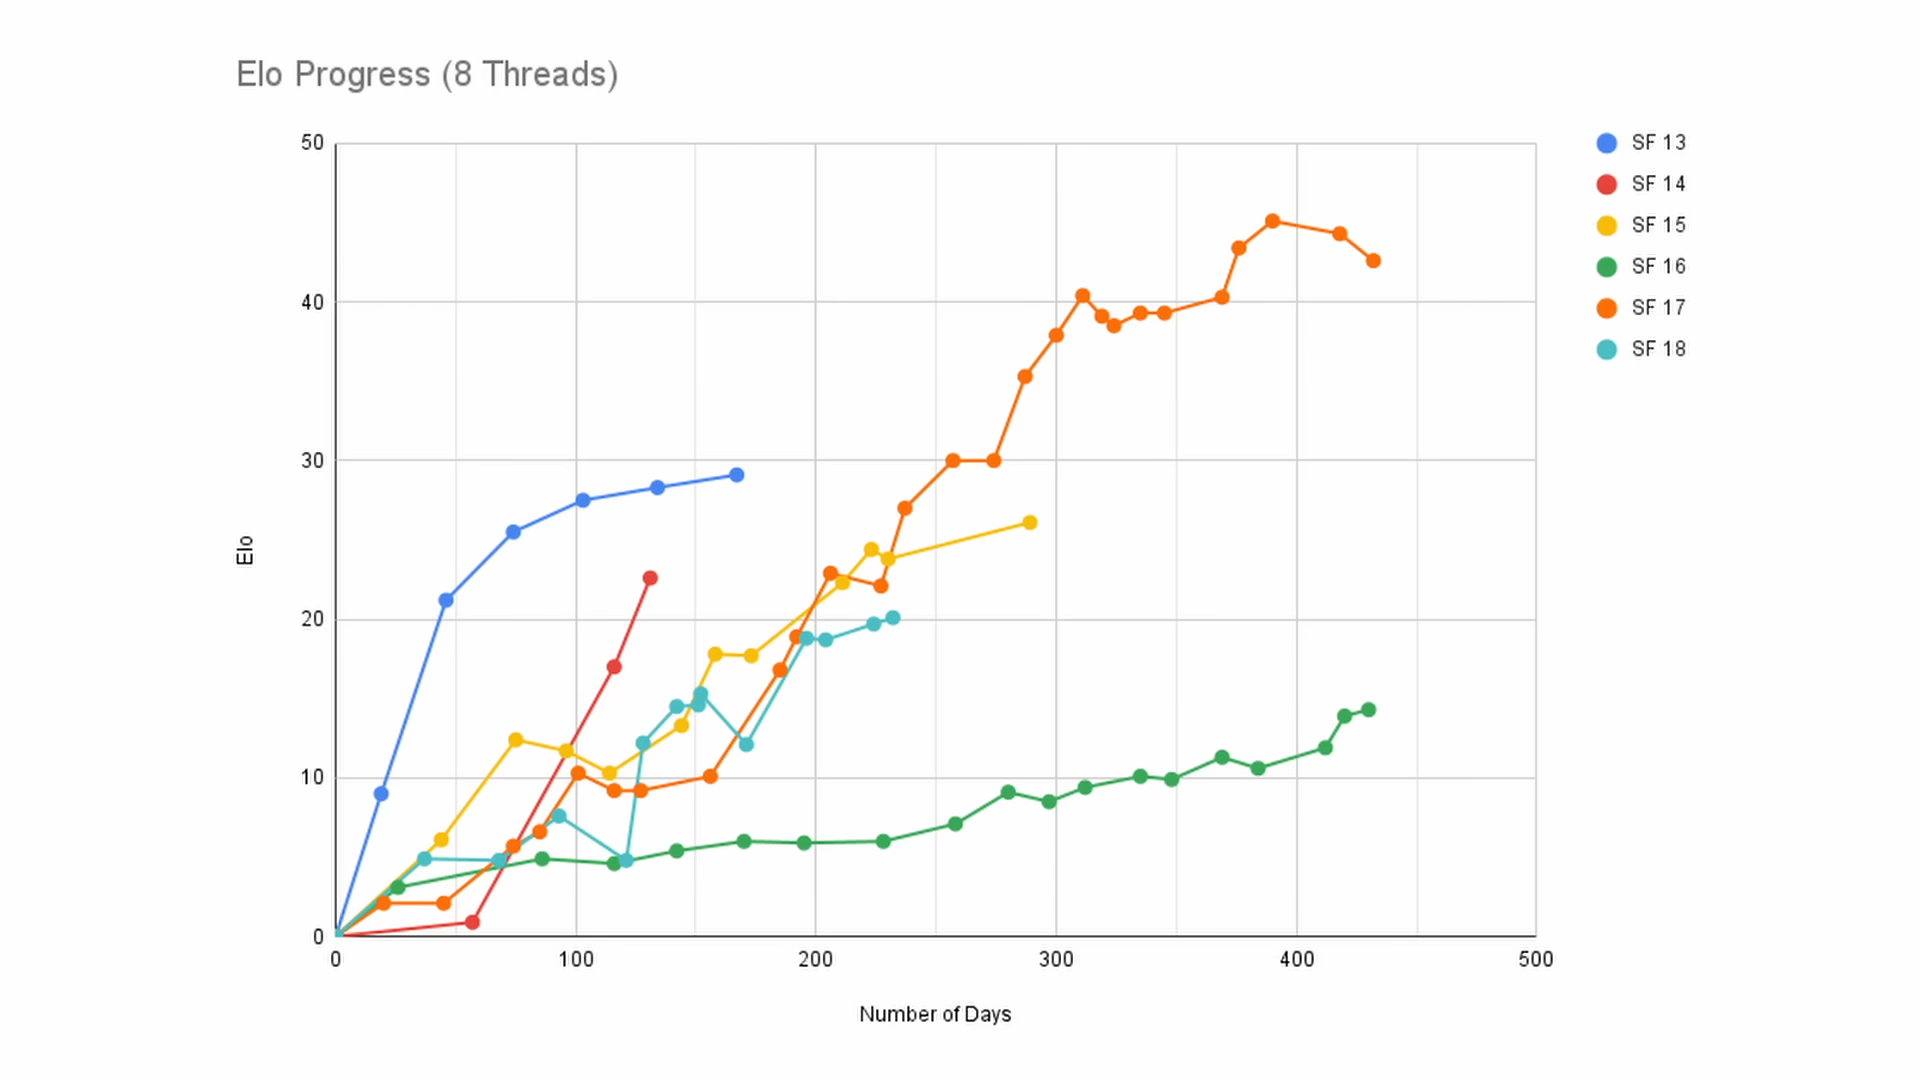 Elo Progress (8 Threads)
50
40
30
20
10
0
Elo
0 100 200 300 400 500
Number of Days
SF 13
SF 14
SF 15
SF 16
SF 17
SF 18